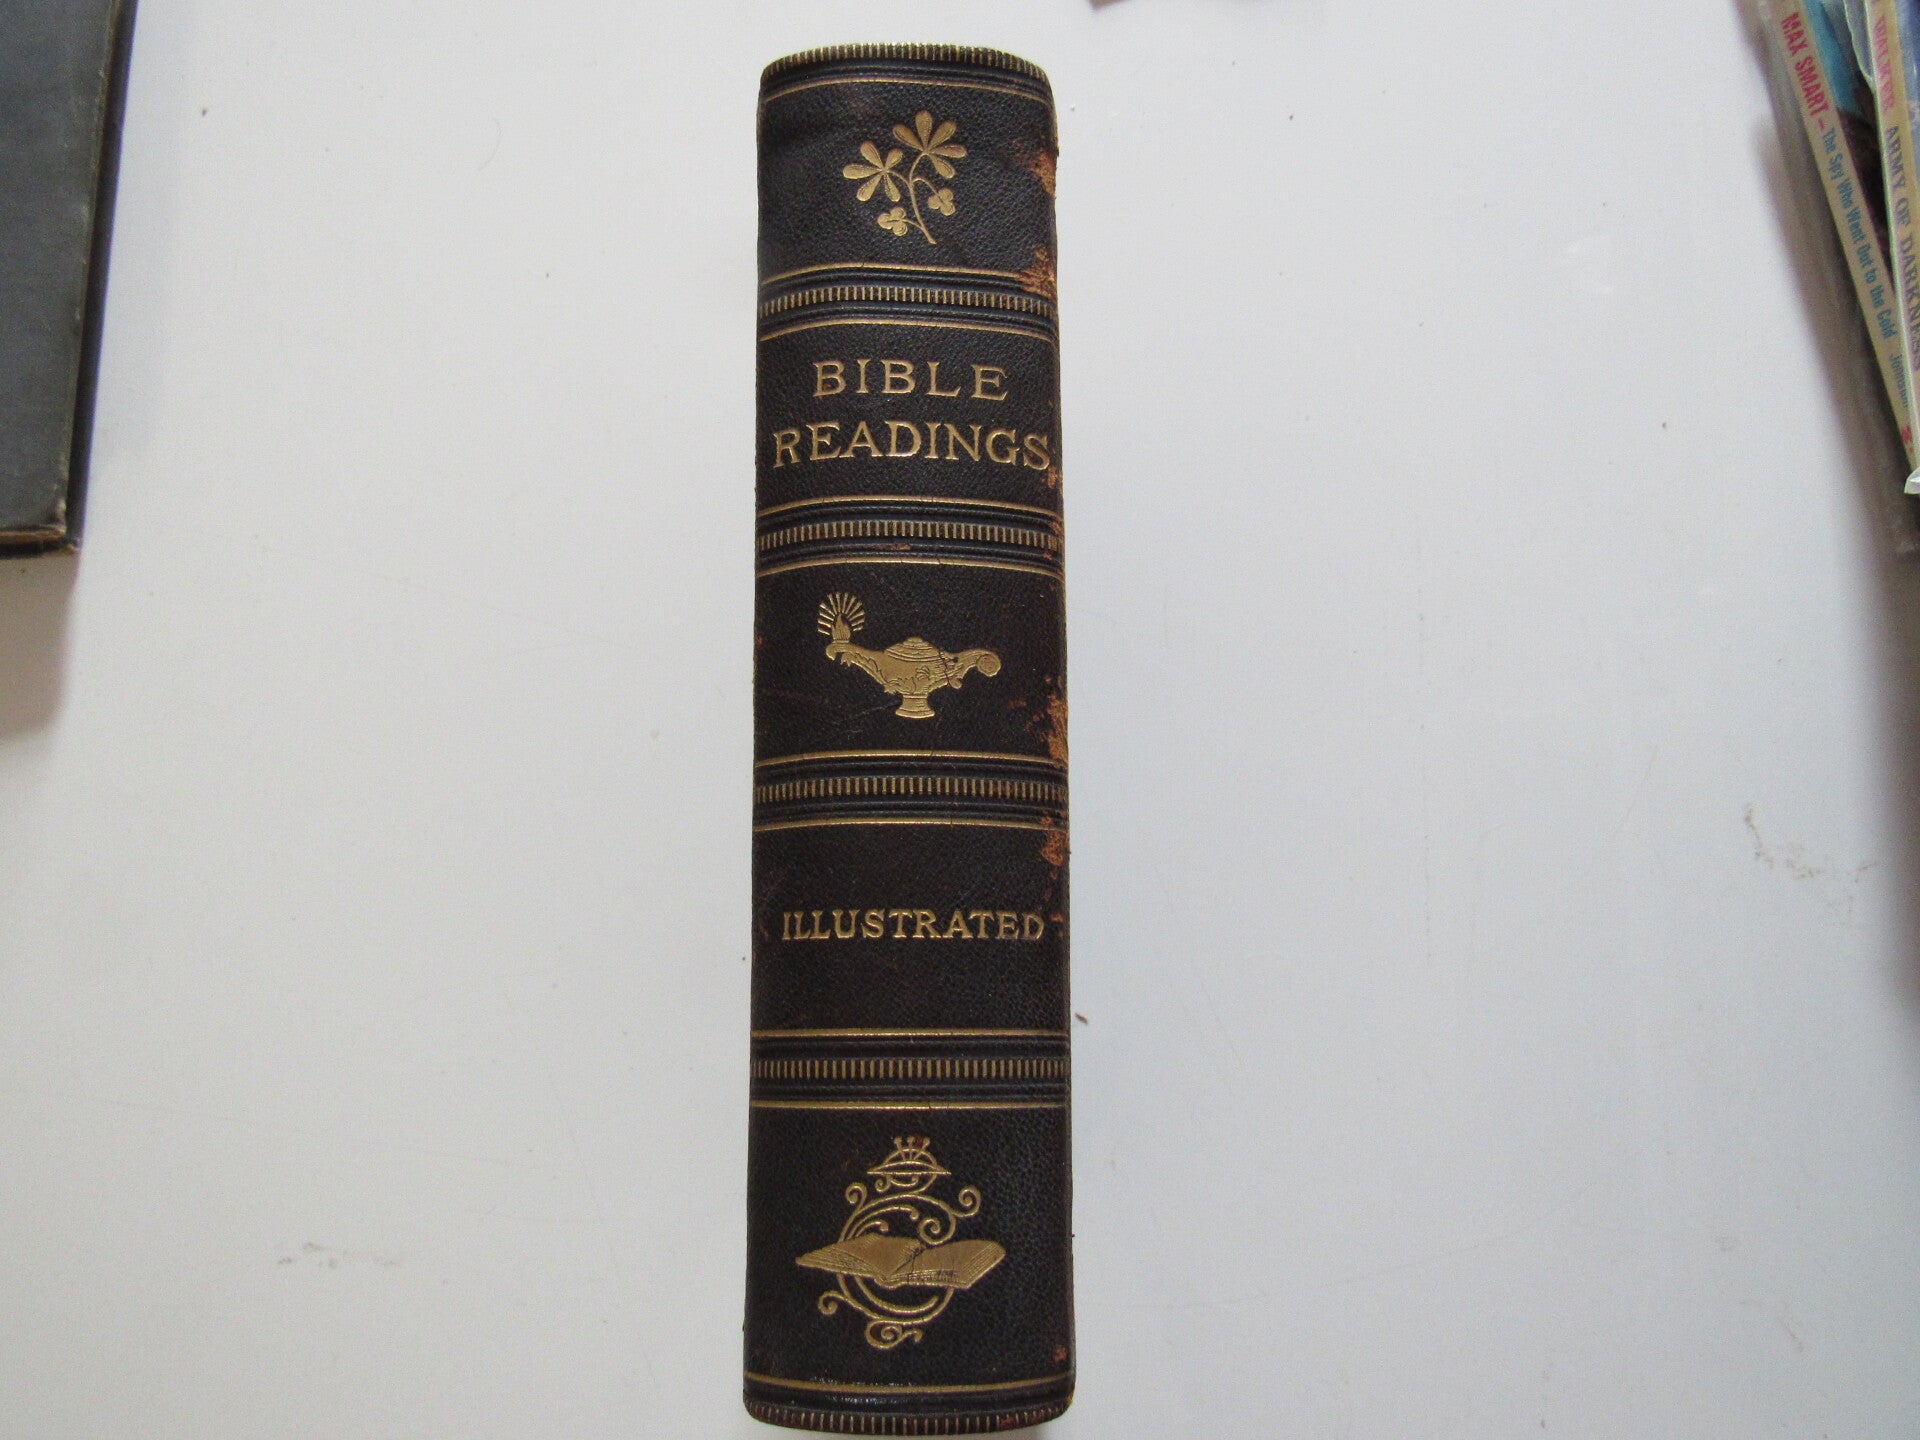 BIBLE
READINGS
ILLUSTRATED
MAX SMART - The Spy Who Went Out to the Cold
ARMY OF DARKNESS